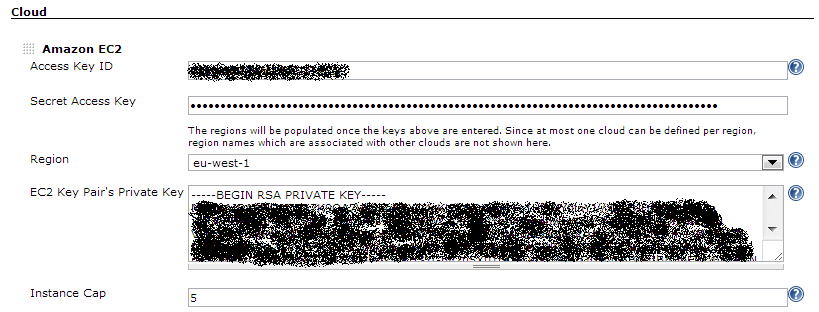 Cloud
Amazon EC2
Access Key ID
Secret Access Key
••••••••••••••••••••••••••••••••••••••••••••••••••••••••••••••••••••••••••••••••••••••••
The regions will be populated once the keys above are entered. Since at most one cloud can be defined per region,
region names which are associated with other clouds are not shown here.
Region eu-west-1
EC2 Key Pair's Private Key -----BEGIN RSA PRIVATE KEY-----
Instance Cap 5